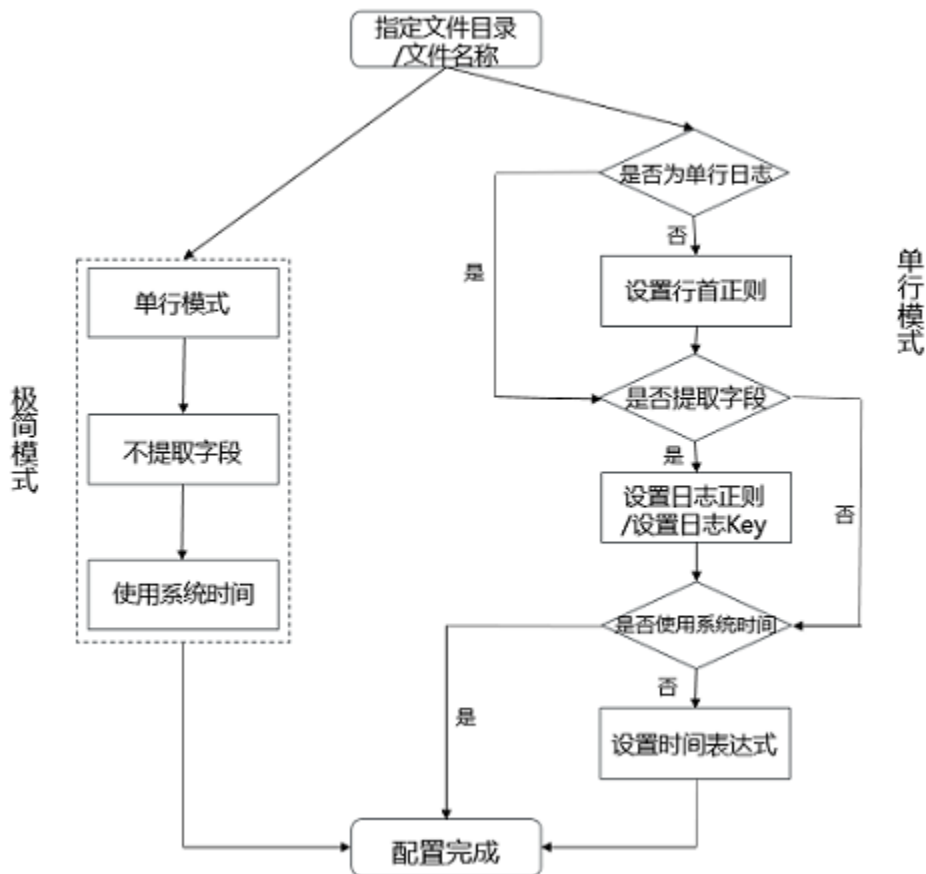 指定文件目录
/文件名称
是否为单行日志
否
是
设置行首正则
单行模式
单行模式
极简模式
是否提取字段
不提取字段
是
设置日志正则
/设置日志Key
否
使用系统时间
是否使用系统时间
否
是
设置时间表达式
配置完成